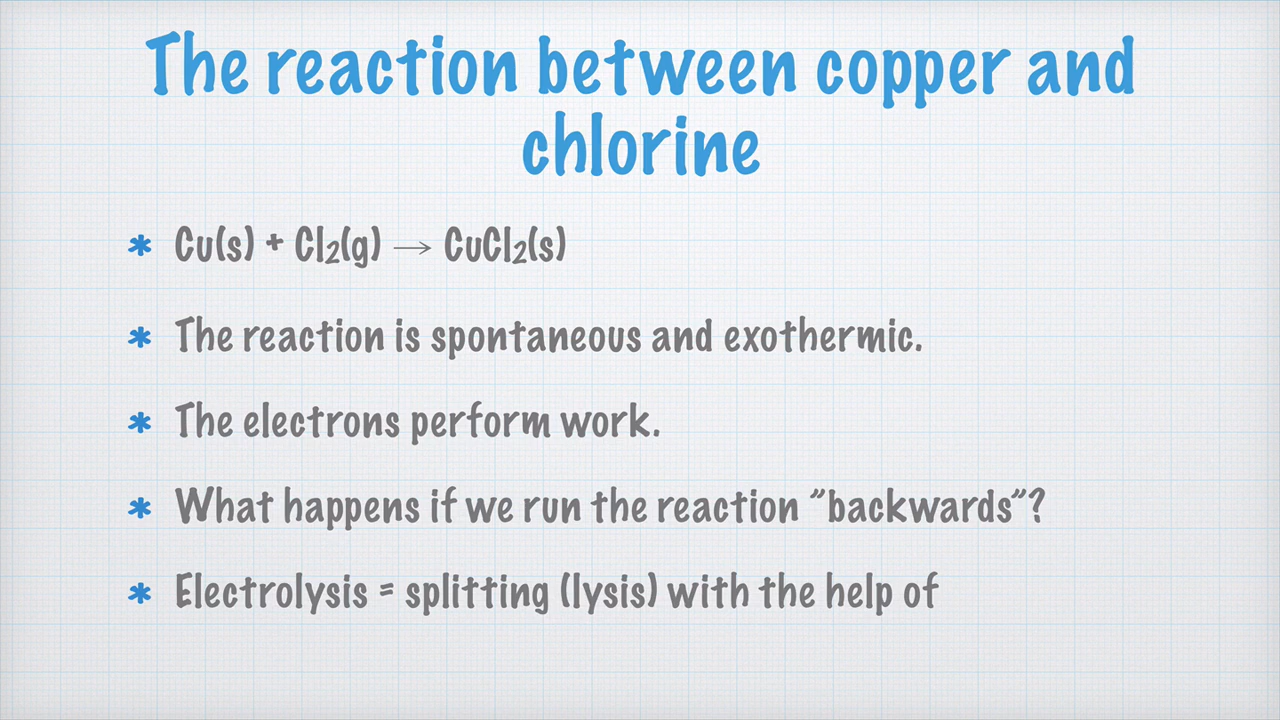 The reaction between copper and
chlorine
* Cu(s) + Cl₂(g) → CuCl₂(s)
* The reaction is spontaneous and exothermic.
* The electrons perform work.
* What happens if we run the reaction ”backwards”?
* Electrolysis = splitting (lysis) with the help of